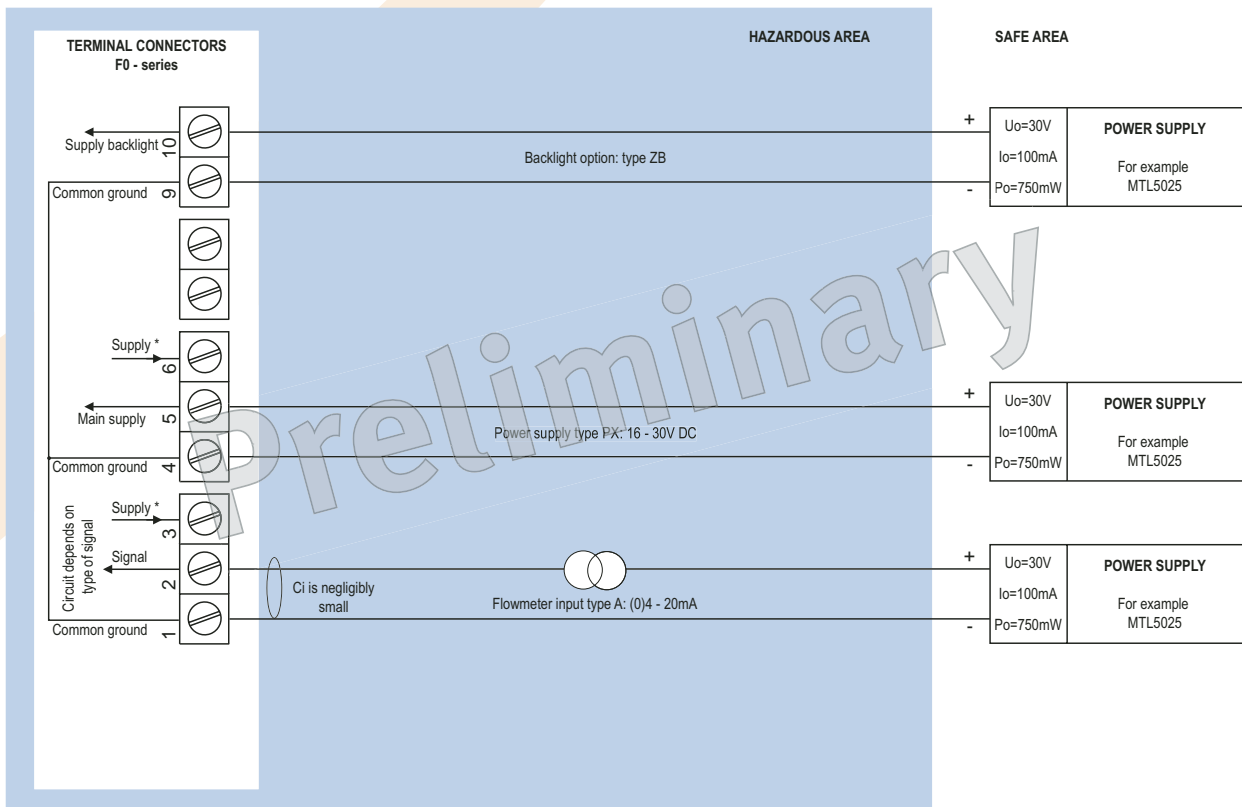 TERMINAL CONNECTORS
F0 - series
HAZARDOUS AREA
SAFE AREA
Supply backlight
10
Common ground
9
Backlight option: type ZB
+
-
Uo=30V
Io=100mA
Po=750mW
POWER SUPPLY
For example
MTL5025
Supply *
6
Main supply
5
Common ground
4
Power supply type PX: 16 - 30V DC
+
-
Uo=30V
Io=100mA
Po=750mW
POWER SUPPLY
For example
MTL5025
Circuit depends on
type of signal
Supply *
3
Signal
2
Common ground
1
Ci is negligibly
small
Flowmeter input type A: (0)4 - 20mA
+
-
Uo=30V
Io=100mA
Po=750mW
POWER SUPPLY
For example
MTL5025
Preliminary